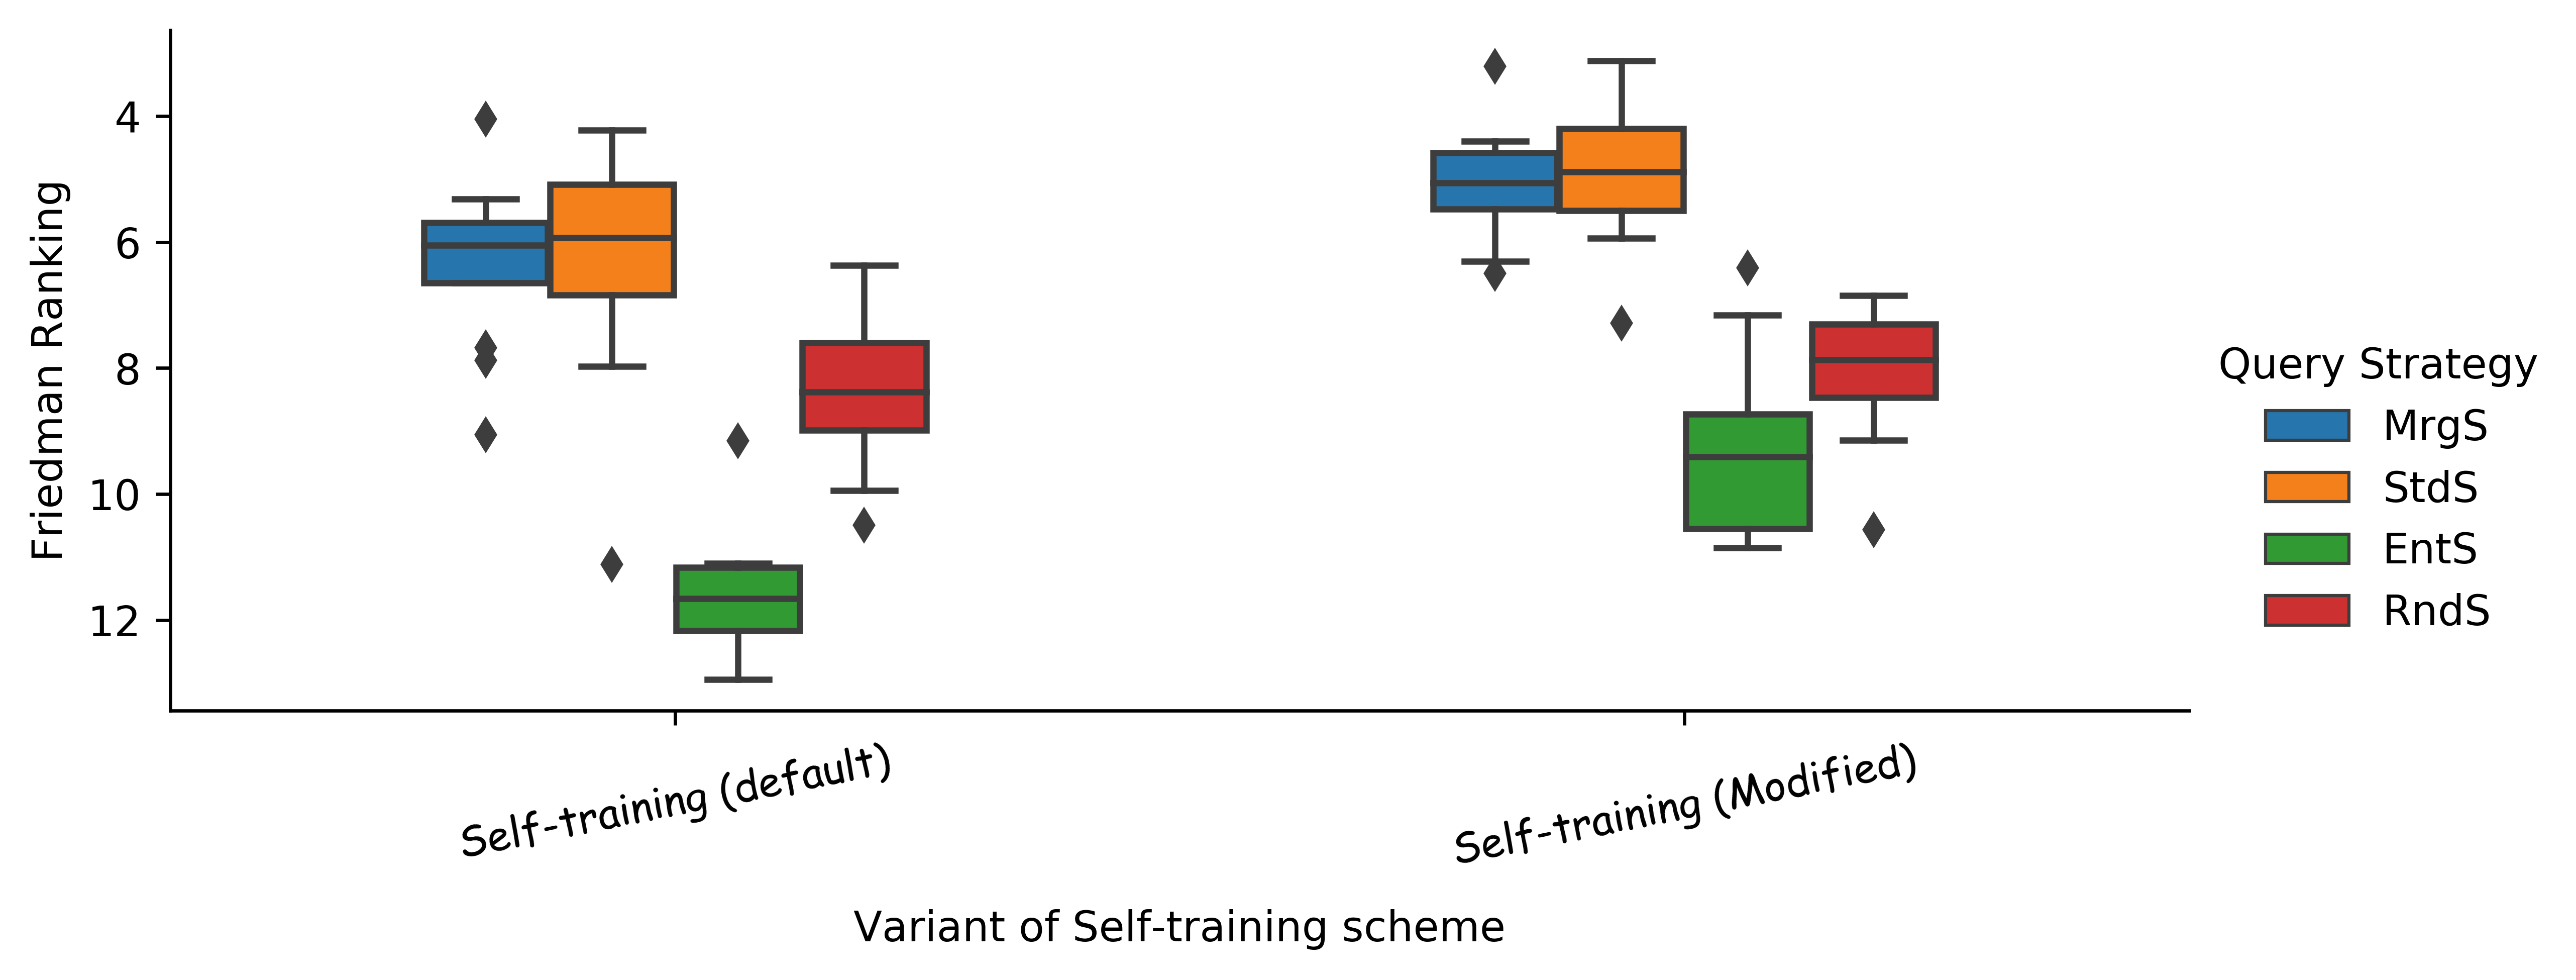 Friedman Ranking
4
6
8
10
12
Self-training (default)
Self-training (Modified)
Variant of Self-training scheme
Query Strategy
MrgS
StdS
EntS
RndS